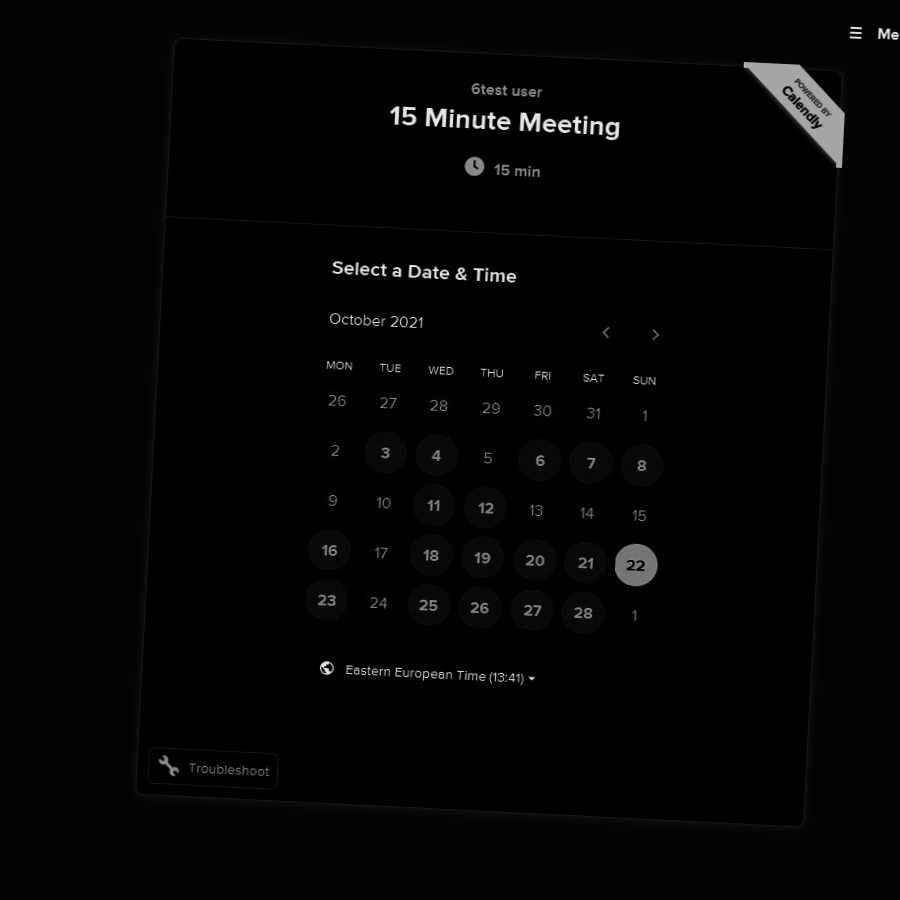 ☰ Me
POWERED BY
Calendly
6test user
15 Minute Meeting
15 min
Select a Date & Time
October 2021
MON TUE WED THU FRI SAT SUN
26 27 28 29 30 31 1
2 3 4 5 6 7 8
9 10 11 12 13 14 15
16 17 18 19 20 21 22
23 24 25 26 27 28 1
Eastern European Time (13:41)
Troubleshoot